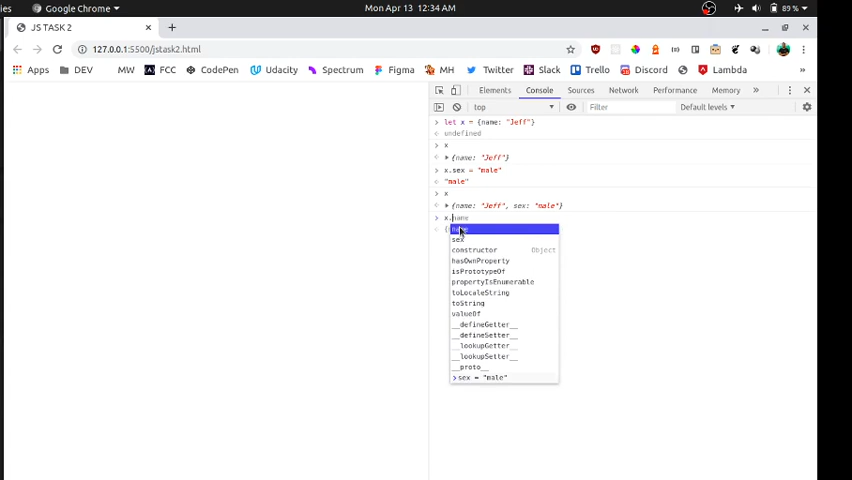 ies Google Chrome Mon Apr 13 12:34 AM 89 %
JS TASK 2
127.0.0.1:5500/jstask2.html
Apps DEV MW FCC CodePen Udacity Spectrum Figma MH Twitter Slack Trello Discord Lambda
Elements Console Sources Network Performance Memory »
top Filter Default levels
> let x = {name: "Jeff"}
undefined
> x
{name: "Jeff"}
> x.sex = "male"
"male"
> x
{name: "Jeff", sex: "male"}
> x.name
sex
constructor Object
hasOwnProperty
isPrototypeOf
propertyIsEnumerable
toLocaleString
toString
valueOf
__defineGetter__
__defineSetter__
__lookupGetter__
__lookupSetter__
__proto__
>sex = "male"